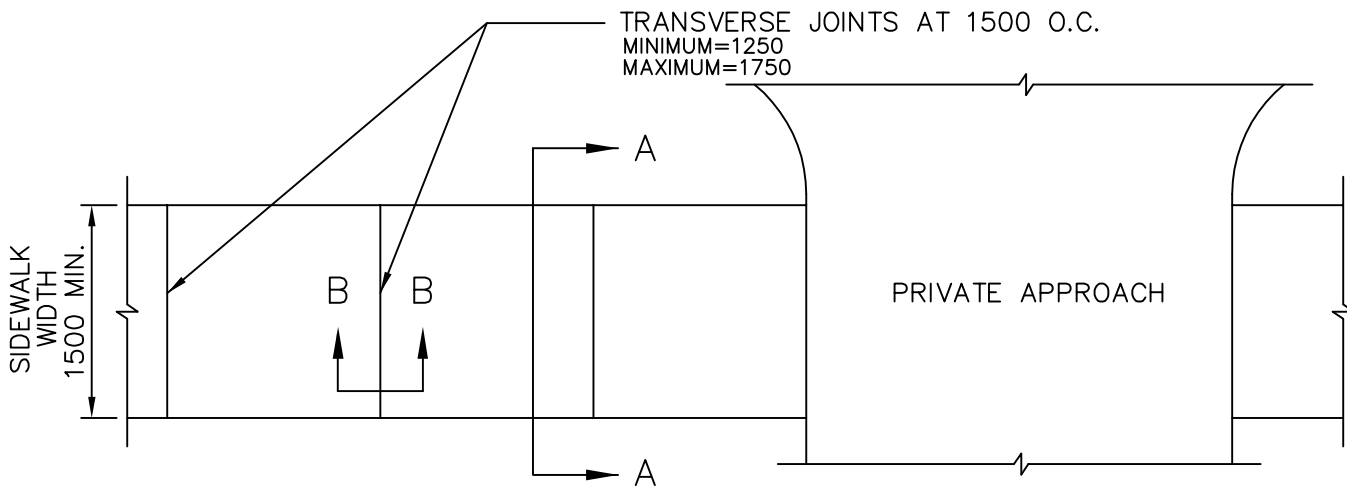 TRANSVERSE JOINTS AT 1500 O.C.
MINIMUM=1250
MAXIMUM=1750
A
SIDEWALK
WIDTH
1500 MIN.
B B
PRIVATE APPROACH
A